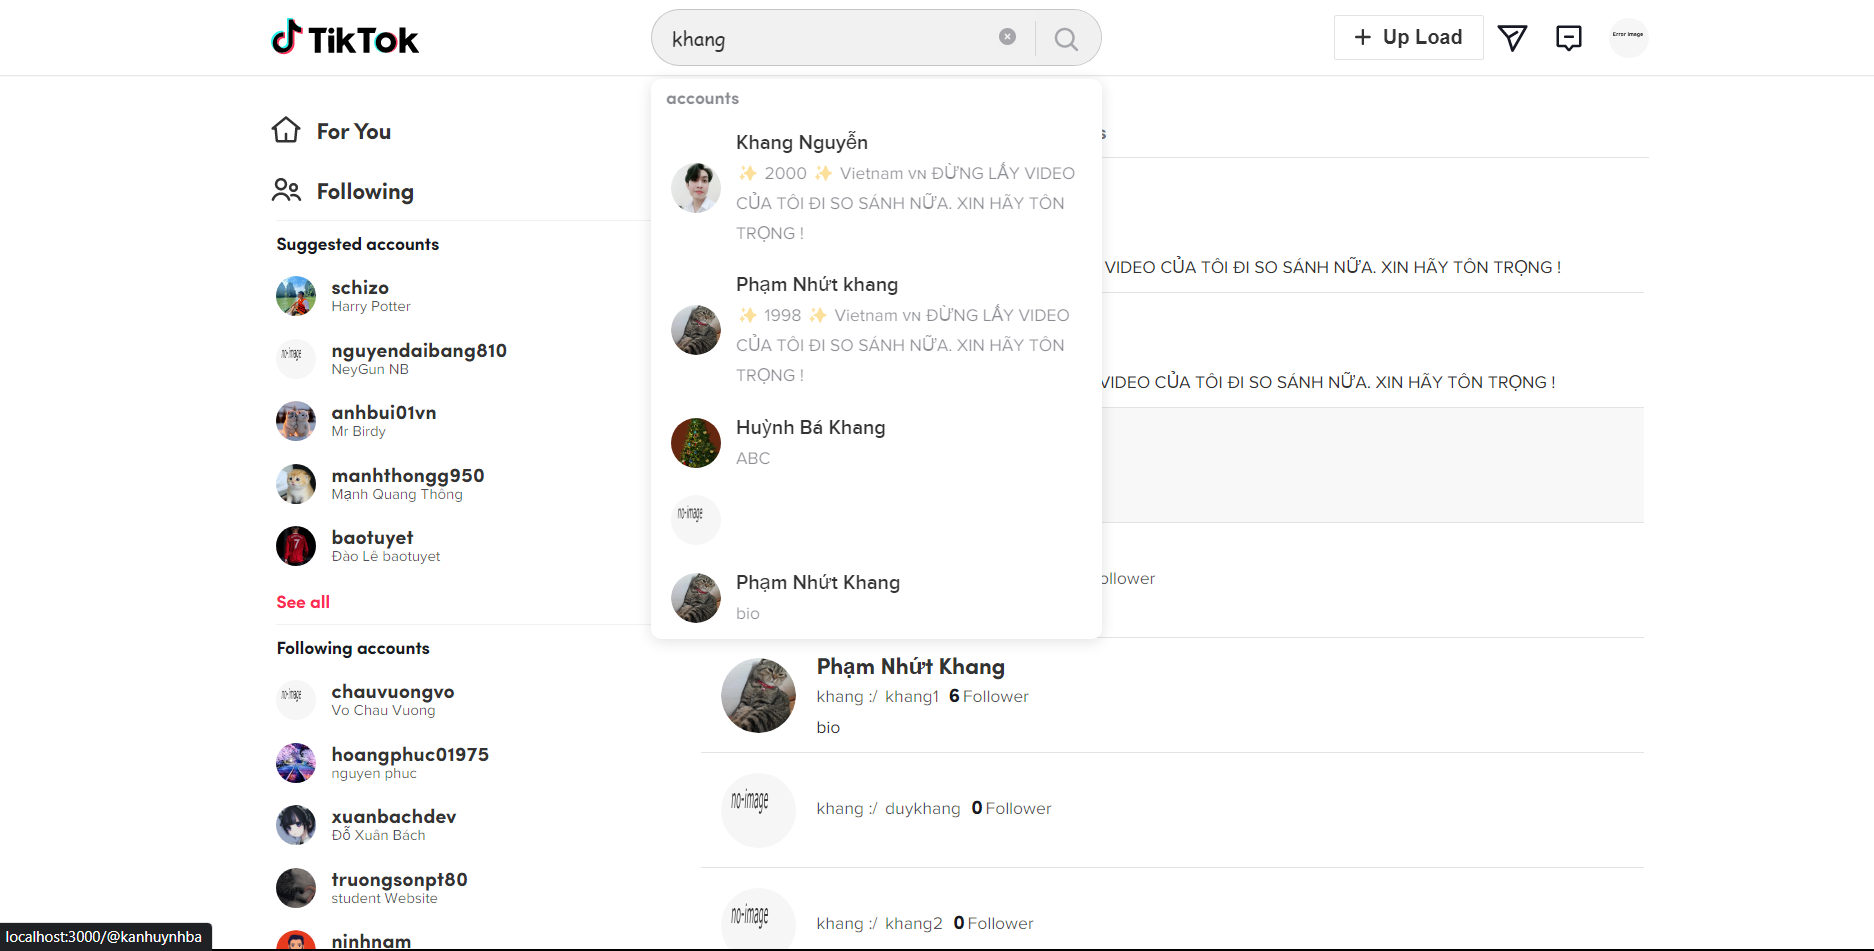 TikTok
khang
Up Load
Error image
accounts
Khang Nguyễn
✨ 2000 ✨ Vietnam VN ĐỪNG LẤY VIDEO
CỦA TÔI ĐI SO SÁNH NỮA. XIN HÃY TÔN
TRỌNG !
Phạm Nhứt khang
✨ 1998 ✨ Vietnam VN ĐỪNG LẤY VIDEO
CỦA TÔI ĐI SO SÁNH NỮA. XIN HÃY TÔN
TRỌNG !
Huỳnh Bá Khang
ABC
no-image
Phạm Nhứt Khang
bio
For You
Following
Suggested accounts
schizo
Harry Potter
no-image
nguyendaibang810
NeyGun NB
anhbui01vn
Mr Birdy
manhthongg950
Mạnh Quang Thông
baotuyet
Đào Lê baotuyet
See all
Following accounts
no-image
chauvuongvo
Vo Chau Vuong
hoangphuc01975
nguyen phuc
xuanbachdev
Đỗ Xuân Bách
truongsonpt80
student Website
ninhnam
s
VIDEO CỦA TÔI ĐI SO SÁNH NỮA. XIN HÃY TÔN TRỌNG !
VIDEO CỦA TÔI ĐI SO SÁNH NỮA. XIN HÃY TÔN TRỌNG !
ollower
Phạm Nhứt Khang
khang :/ khang1 6 Follower
bio
no-image
khang :/ duykhang 0 Follower
no-image
khang :/ khang2 0 Follower
localhost:3000/@kanhuynhba